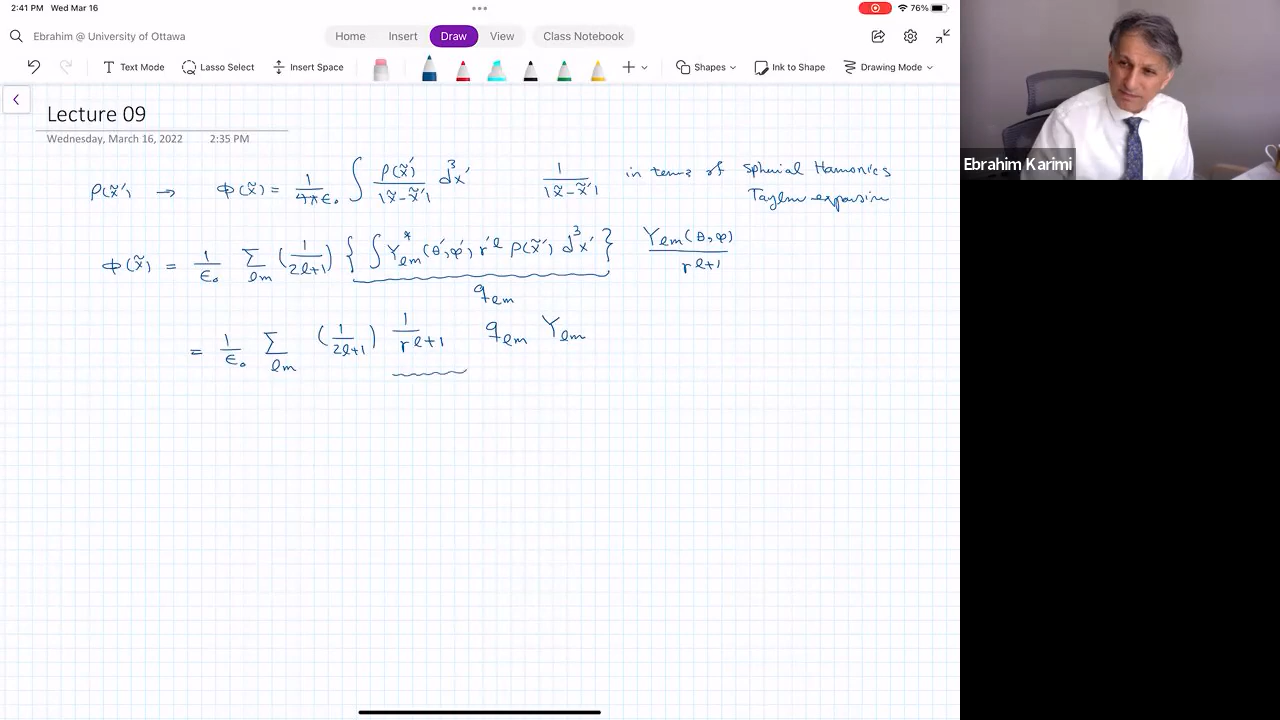 2:41 PM Wed Mar 16
76%
Ebrahim @ University of Ottawa
Home Insert Draw View Class Notebook
Text Mode Lasso Select Insert Space Shapes Ink to Shape Drawing Mode
Lecture 09
Wednesday, March 16, 2022 2:35 PM
ρ(x̃′) → Φ(x̃) = 1/(4πε₀) ∫ ρ(x̃′)/|x̃-x̃′| d³x′ 1/|x̃-x̃′| in terms of spherial Harmonics
Taylor expansion
Φ(x̃) = 1/ε₀ Σ_lm (1/(2l+1)) { ∫ Y*_lm(θ′,φ′) r′^l ρ(x̃′) d³x′ } Y_lm(θ,φ)/r^(l+1)
q_lm
= 1/ε₀ Σ_lm (1/(2l+1)) 1/r^(l+1) q_lm Y_lm
Ebrahim Karimi